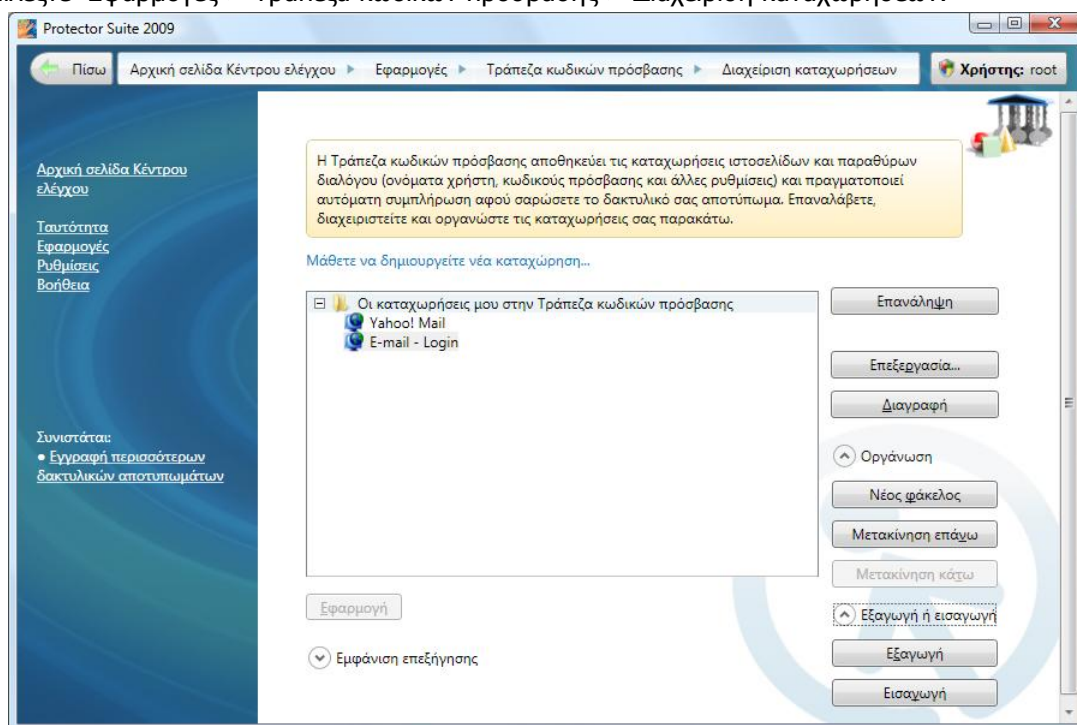 Protector Suite 2009
Πίσω
Αρχική σελίδα Κέντρου ελέγχου
Εφαρμογές
Τράπεζα κωδικών πρόσβασης
Διαχείριση καταχωρήσεων
Χρήστης: root
Αρχική σελίδα Κέντρου
ελέγχου
Ταυτότητα
Εφαρμογές
Ρυθμίσεις
Βοήθεια
Συνιστάται:
• Εγγραφή περισσότερων
δακτυλικών αποτυπωμάτων
Η Τράπεζα κωδικών πρόσβασης αποθηκεύει τις καταχωρήσεις ιστοσελίδων και παραθύρων
διαλόγου (ονόματα χρήστη, κωδικούς πρόσβασης και άλλες ρυθμίσεις) και πραγματοποιεί
αυτόματη συμπλήρωση αφού σαρώσετε το δακτυλικό σας αποτύπωμα. Επαναλάβετε,
διαχειριστείτε και οργανώστε τις καταχωρήσεις σας παρακάτω.
Μάθετε να δημιουργείτε νέα καταχώρηση...
Οι καταχωρήσεις μου στην Τράπεζα κωδικών πρόσβασης
Yahoo! Mail
E-mail - Login
Εφαρμογή
Εμφάνιση επεξήγησης
Επανάληψη
Επεξεργασία...
Διαγραφή
Οργάνωση
Νέος φάκελος
Μετακίνηση επάνω
Μετακίνηση κάτω
Εξαγωγή ή εισαγωγή
Εξαγωγή
Εισαγωγή